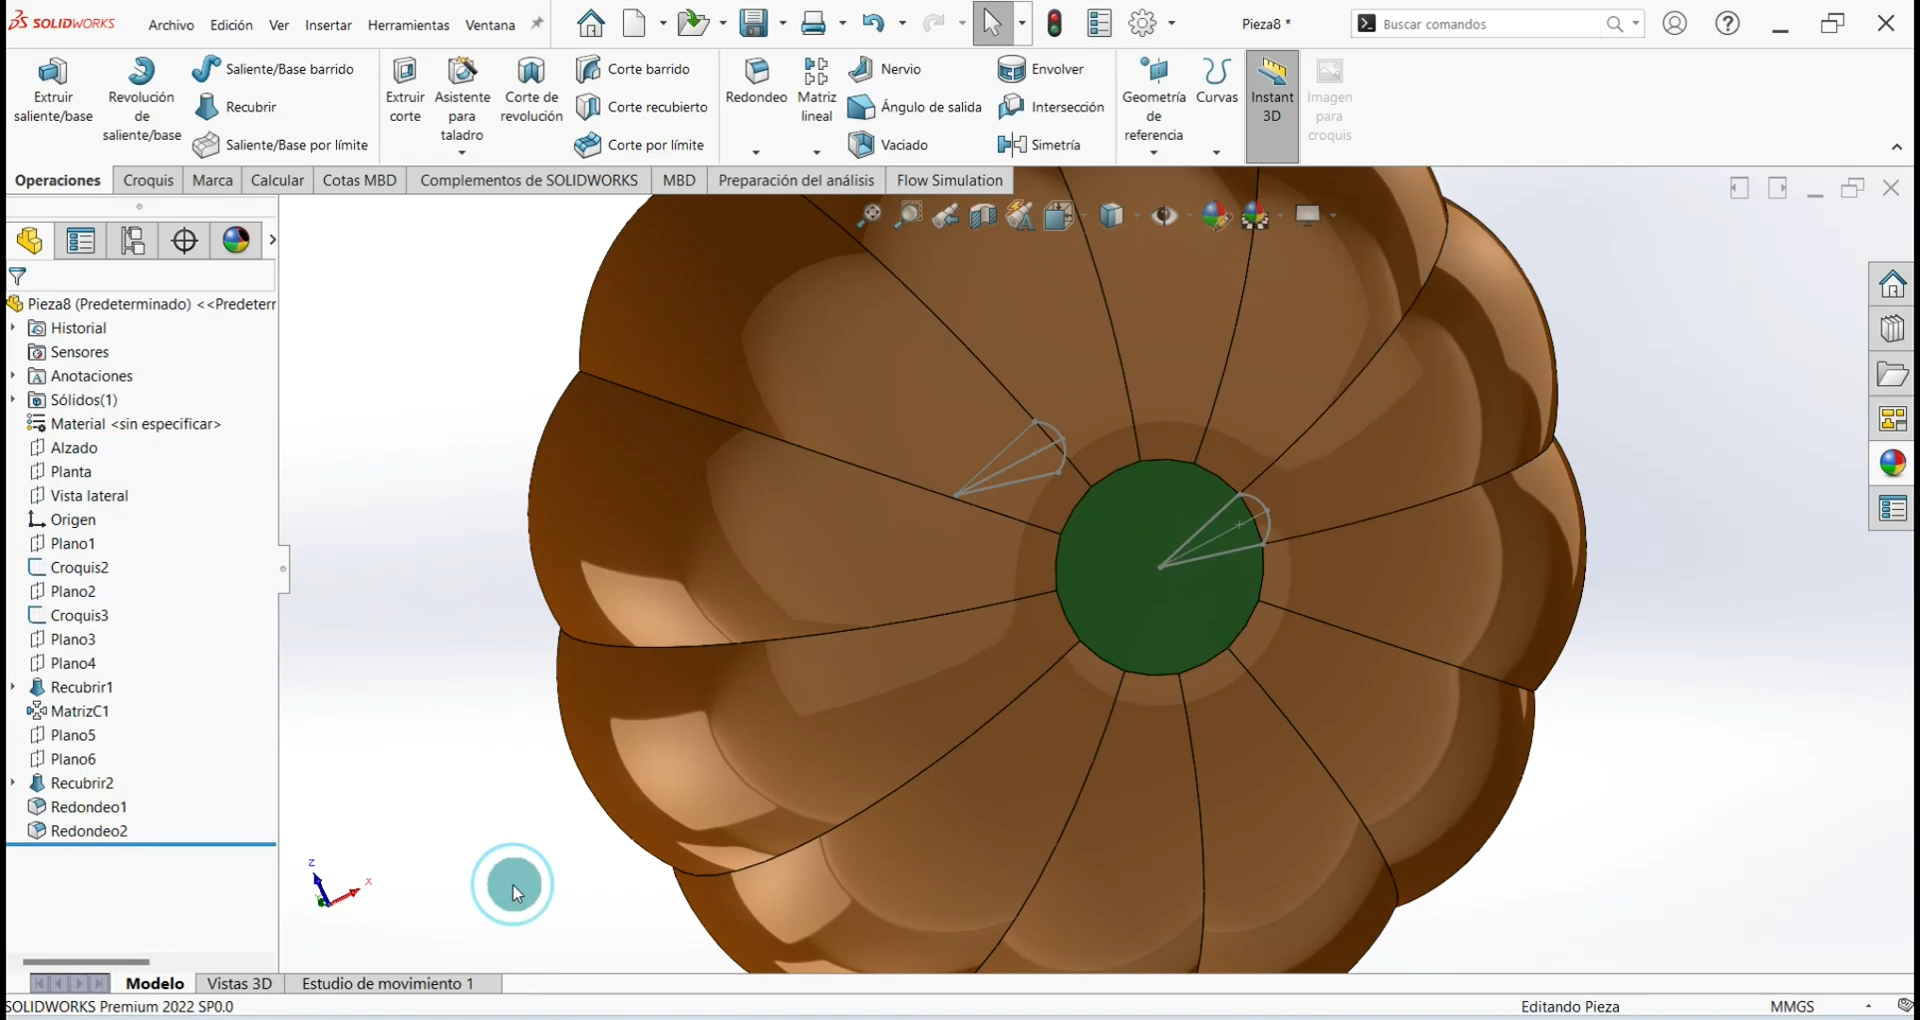 SOLIDWORKS
Archivo Edición Ver Insertar Herramientas Ventana
Pieza8 *
Buscar comandos
Extruir saliente/base
Revolución de saliente/base
Saliente/Base barrido
Recubrir
Saliente/Base por límite
Extruir corte
Asistente para taladro
Corte de revolución
Corte barrido
Corte recubierto
Corte por límite
Redondeo
Matriz lineal
Nervio
Ángulo de salida
Vaciado
Envolver
Intersección
Simetría
Geometría de referencia
Curvas
Instant 3D
Imagen para croquis
Operaciones Croquis Marca Calcular Cotas MBD Complementos de SOLIDWORKS MBD Preparación del análisis Flow Simulation
Pieza8 (Predeterminado) <<Predeterr
Historial
Sensores
Anotaciones
Sólidos(1)
Material <sin especificar>
Alzado
Planta
Vista lateral
Origen
Plano1
Croquis2
Plano2
Croquis3
Plano3
Plano4
Recubrir1
MatrizC1
Plano5
Plano6
Recubrir2
Redondeo1
Redondeo2
z
x
Modelo Vistas 3D Estudio de movimiento 1
SOLIDWORKS Premium 2022 SP0.0
Editando Pieza
MMGS